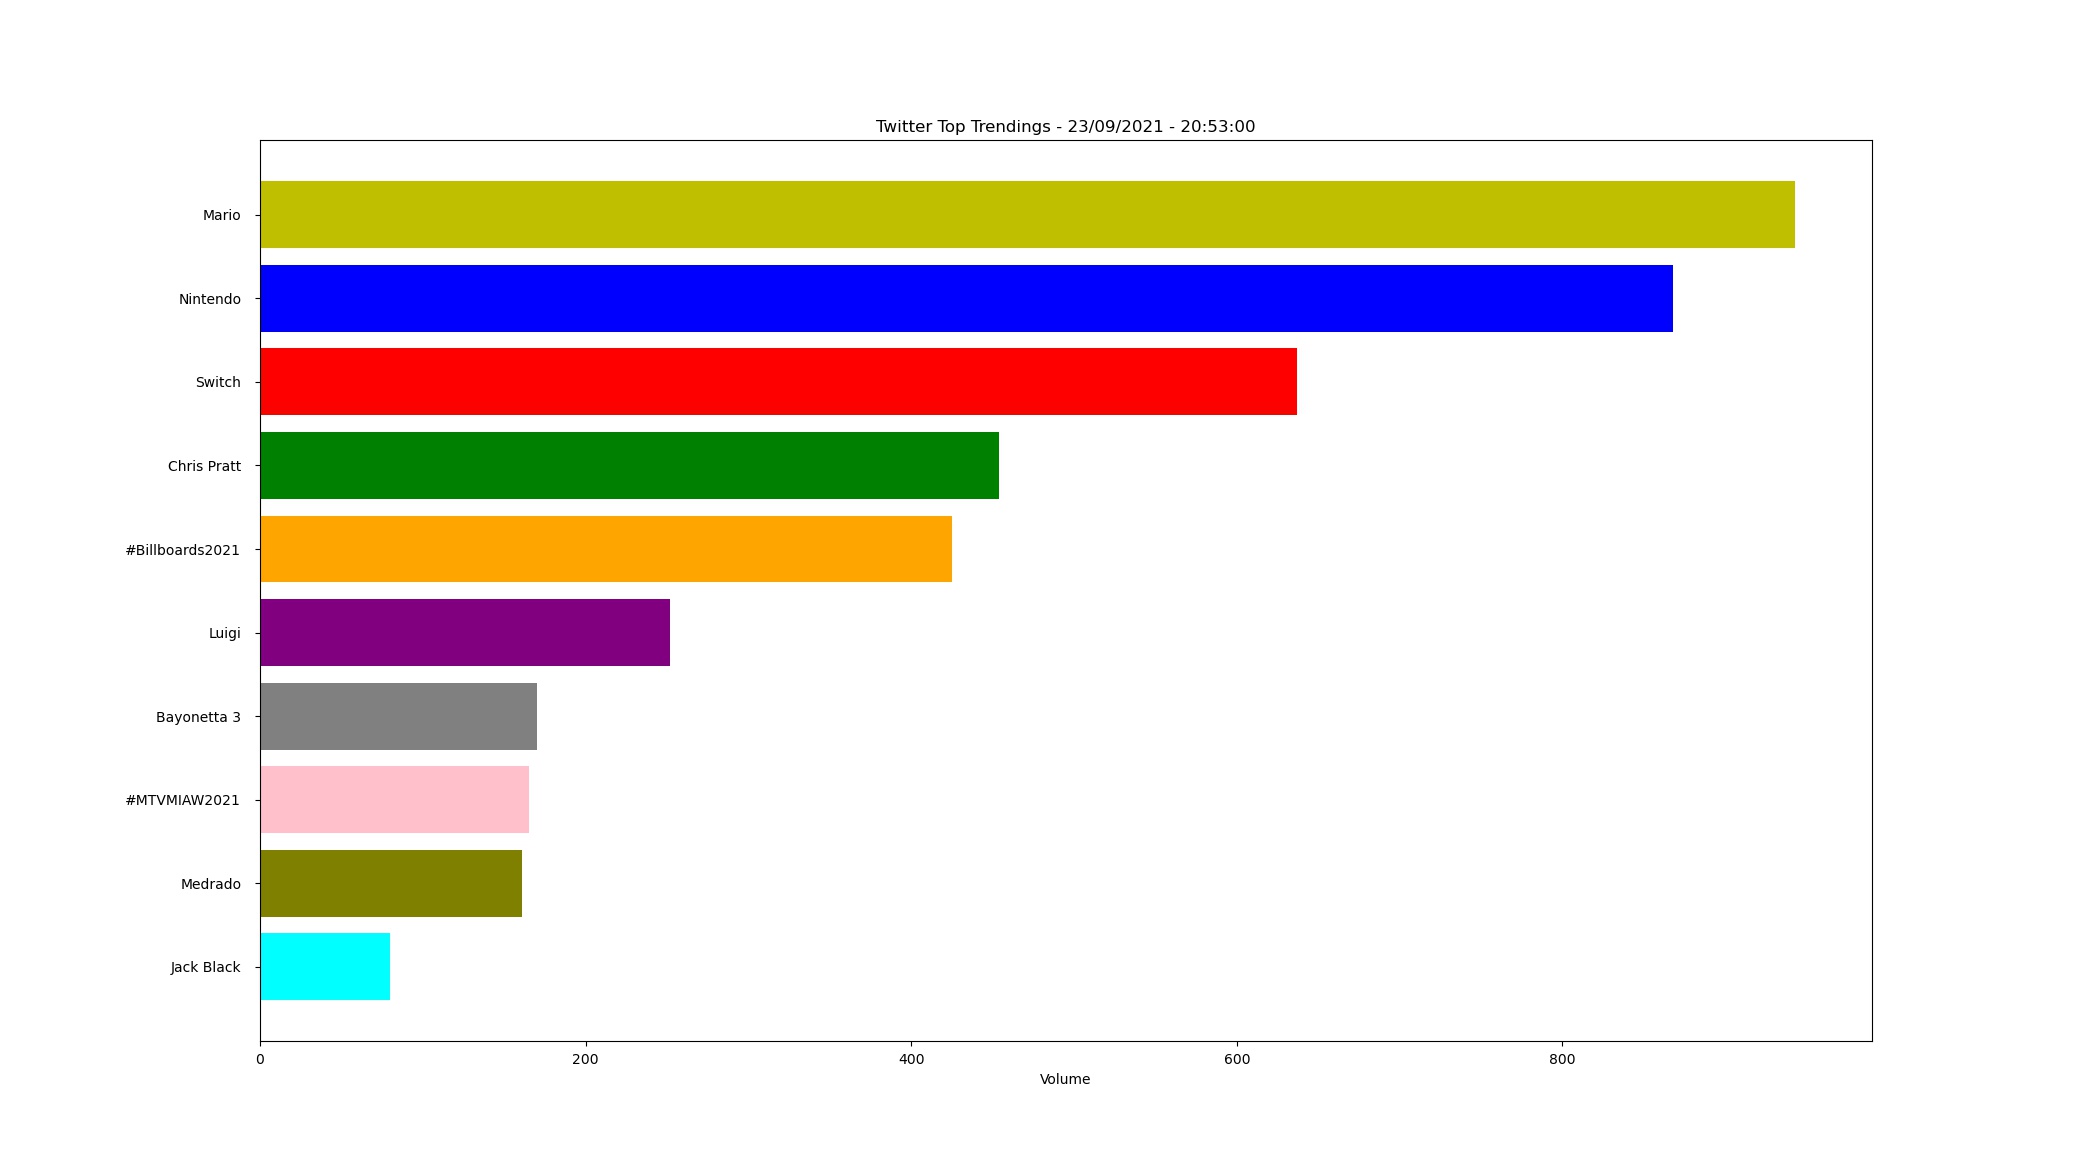 Twitter Top Trendings - 23/09/2021 - 20:53:00
Mario
Nintendo
Switch
Chris Pratt
#Billboards2021
Luigi
Bayonetta 3
#MTVMIAW2021
Medrado
Jack Black
0 200 400 600 800
Volume